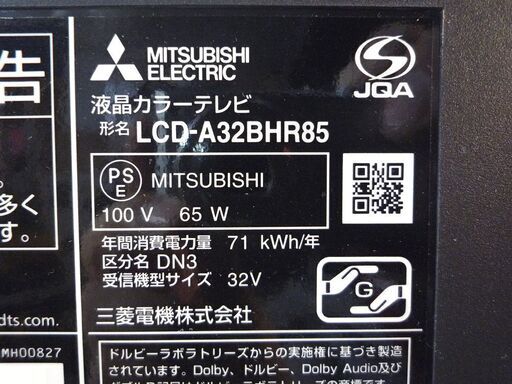 告
MITSUBISHI
ELECTRIC
JQA
液晶カラーテレビ
形名 LCD-A32BHR85
PS
E
MITSUBISHI
100 V 65 W
多く
す。
年間消費電力量 71 kWh/年
区分名 DN3
受信機型サイズ 32V
G
三菱電機株式会社
dts.com.
MH00827
ドルビーラボラトリーズからの実施権に基づき製造
されています。Dolby、ドルビー、Dolby Audio及び